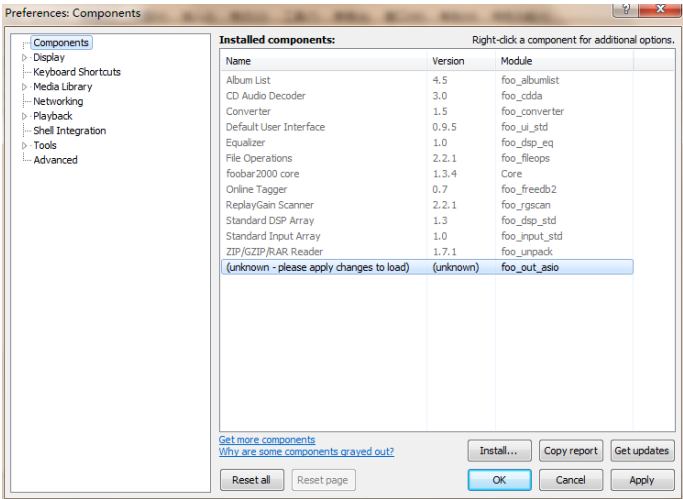 Preferences: Components
Components
Display
Keyboard Shortcuts
Media Library
Networking
Playback
Shell Integration
Tools
Advanced
Installed components: Right-click a component for additional options.
Name Version Module
Album List 4.5 foo_albumlist
CD Audio Decoder 3.0 foo_cdda
Converter 1.5 foo_converter
Default User Interface 0.9.5 foo_ui_std
Equalizer 1.0 foo_dsp_eq
File Operations 2.2.1 foo_fileops
foobar2000 core 1.3.4 Core
Online Tagger 0.7 foo_freedb2
ReplayGain Scanner 2.2.1 foo_rgscan
Standard DSP Array 1.3 foo_dsp_std
Standard Input Array 1.0 foo_input_std
ZIP/GZIP/RAR Reader 1.7.1 foo_unpack
(unknown - please apply changes to load) (unknown) foo_out_asio
Get more components
Why are some components grayed out?
Install... Copy report Get updates
Reset all Reset page OK Cancel Apply